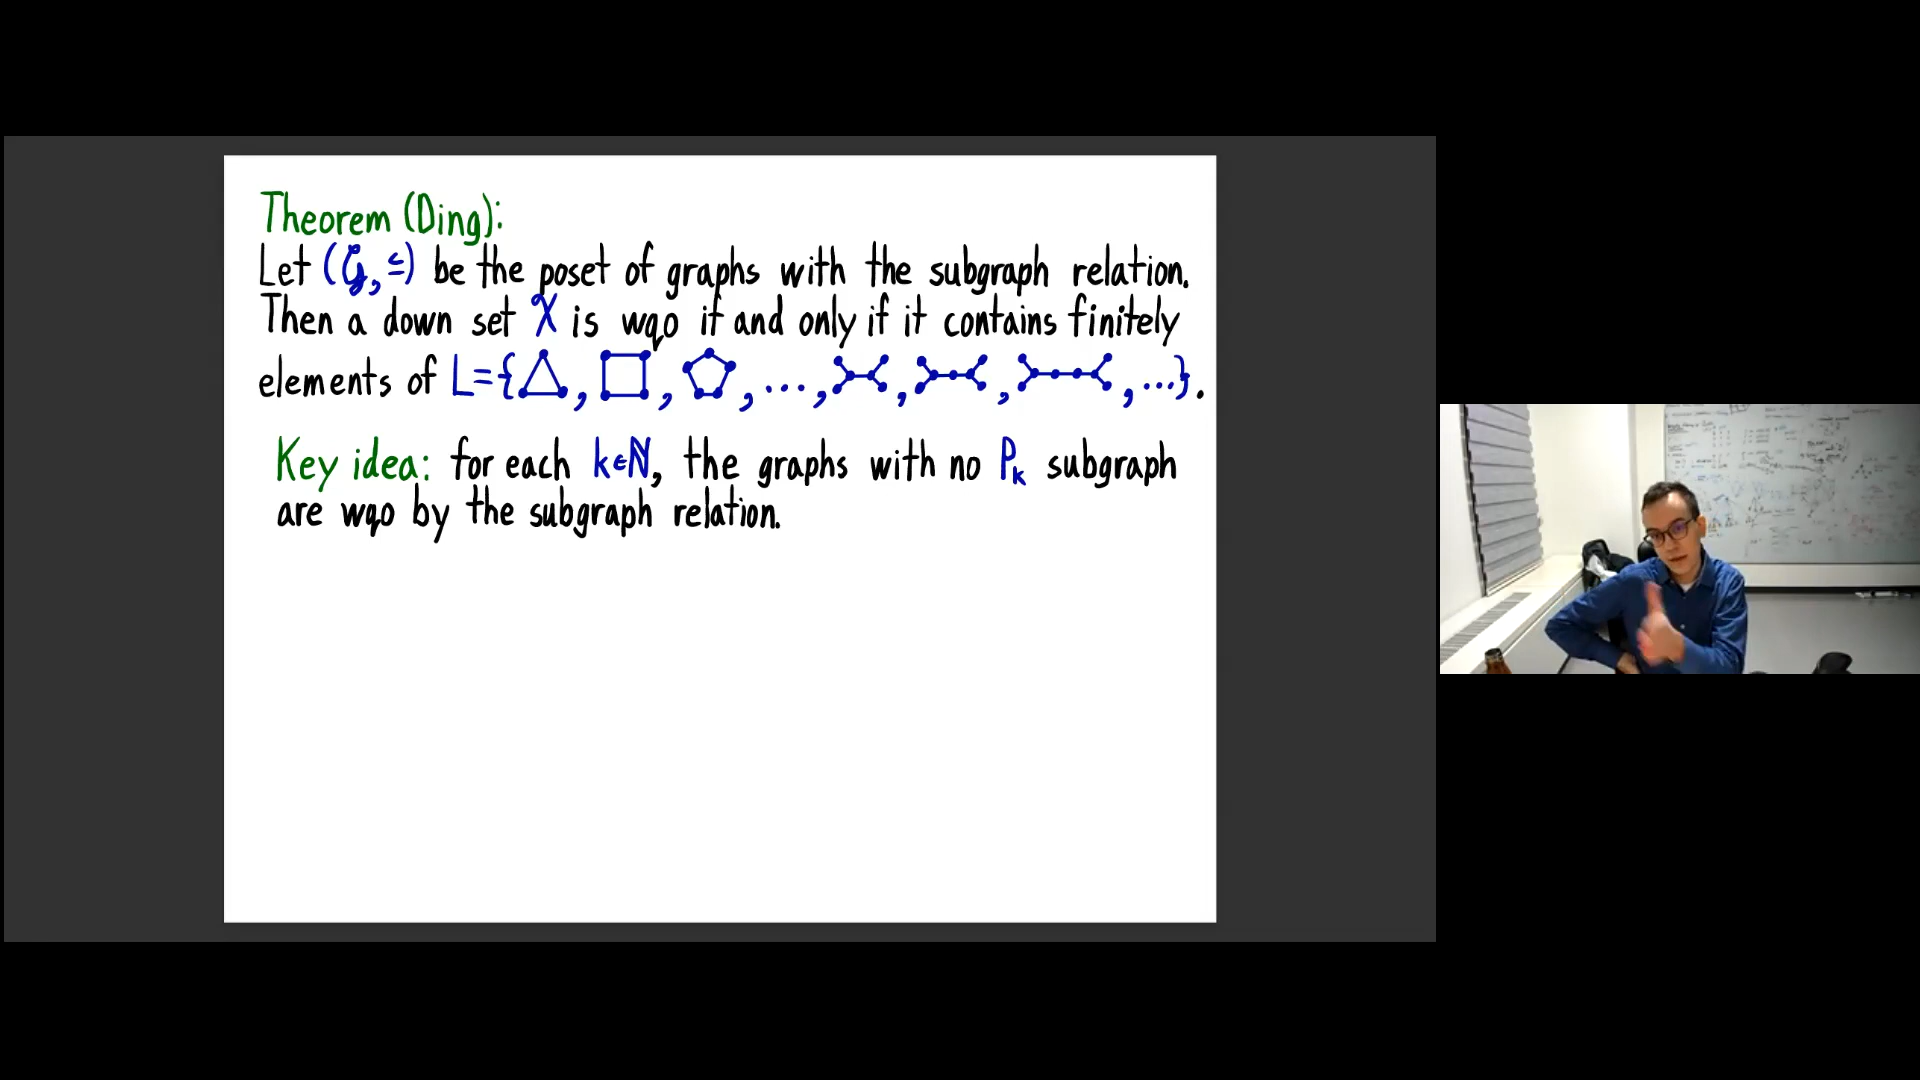 Theorem (Ding):
Let (G, ≤) be the poset of graphs with the subgraph relation.
Then a down set X is wqo if and only if it contains finitely
elements of L={ , , , ..., , , , ...}.
Key idea: for each k∈ℕ, the graphs with no Pₖ subgraph
are wqo by the subgraph relation.